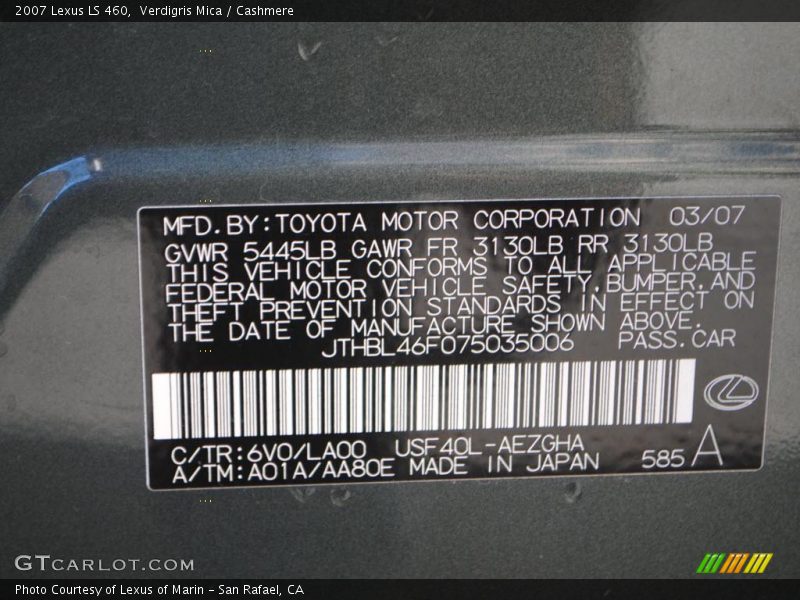 2007 Lexus LS 460,  Verdigris Mica / Cashmere
MFD.BY:TOYOTA MOTOR CORPORATION 03/07
GVWR 5445LB GAWR FR 3130LB RR 3130LB
THIS VEHICLE CONFORMS TO ALL APPLICABLE
FEDERAL MOTOR VEHICLE SAFETY,BUMPER,AND
THEFT PREVENTION STANDARDS IN EFFECT ON
THE DATE OF MANUFACTURE SHOWN ABOVE.
JTHBL46F075035006 PASS.CAR
C/TR:6V0/LA00 USF40L-AEZGHA
A/TM:A01A/AA80E MADE IN JAPAN 585 A
GTCARLOT.COM
Photo Courtesy of Lexus of Marin - San Rafael, CA